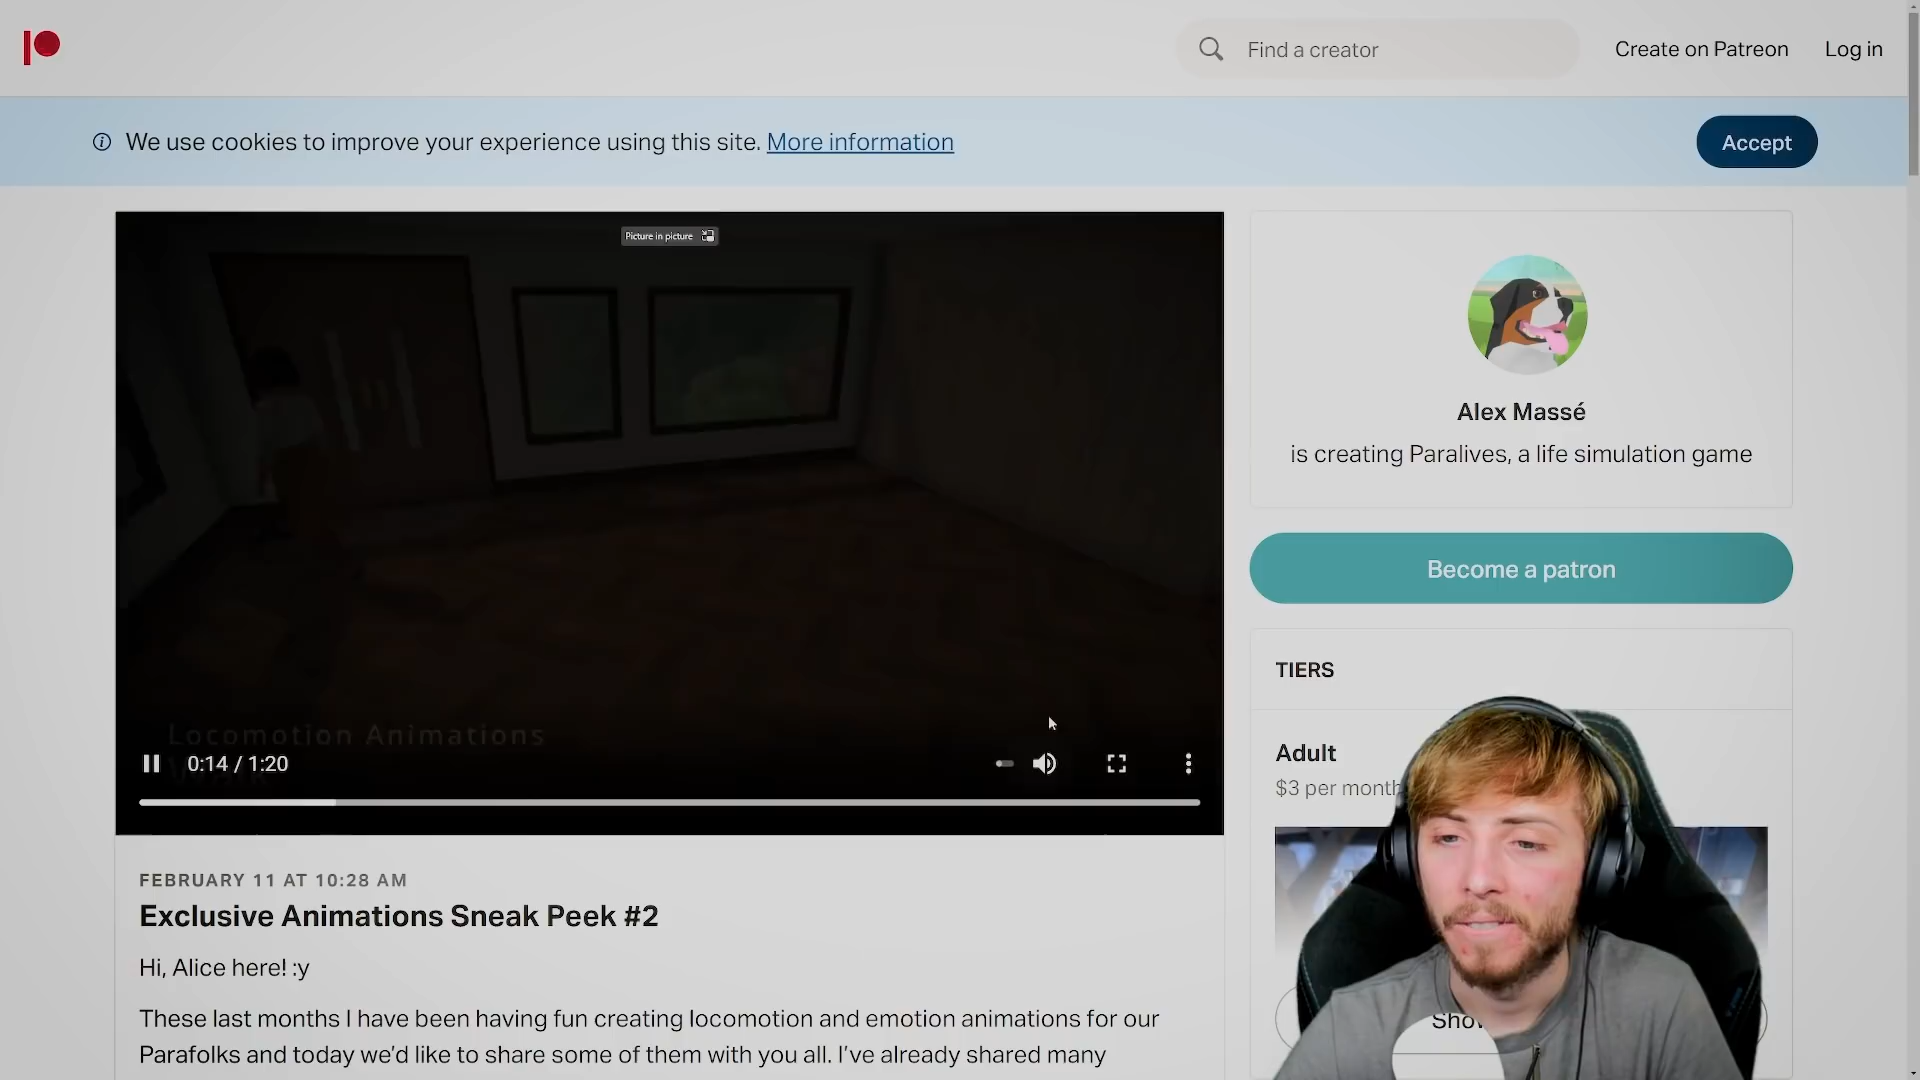 Find a creator
Create on Patreon
Log in
We use cookies to improve your experience using this site. More information
Accept
Picture in picture
Locomotion Animations
0:14 / 1:20
FEBRUARY 11 AT 10:28 AM
Exclusive Animations Sneak Peek #2
Hi, Alice here! :y
These last months I have been having fun creating locomotion and emotion animations for our
Parafolks and today we'd like to share some of them with you all. I've already shared many
Alex Massé
is creating Paralives, a life simulation game
Become a patron
TIERS
Adult
$3 per month